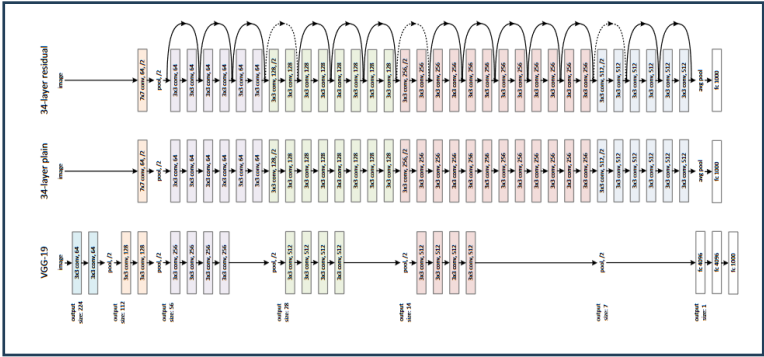 34-layer residual
image
7x7 conv, 64, /2
pool, /2
3x3 conv, 64
3x3 conv, 64
3x3 conv, 64
3x3 conv, 64
3x3 conv, 64
3x3 conv, 64
3x3 conv, 128, /2
3x3 conv, 128
3x3 conv, 128
3x3 conv, 128
3x3 conv, 128
3x3 conv, 128
3x3 conv, 128
3x3 conv, 128
3x3 conv, 256, /2
3x3 conv, 256
3x3 conv, 256
3x3 conv, 256
3x3 conv, 256
3x3 conv, 256
3x3 conv, 256
3x3 conv, 256
3x3 conv, 256
3x3 conv, 256
3x3 conv, 256
3x3 conv, 256
3x3 conv, 512, /2
3x3 conv, 512
3x3 conv, 512
3x3 conv, 512
3x3 conv, 512
3x3 conv, 512
avg pool
fc 1000
34-layer plain
image
7x7 conv, 64, /2
pool, /2
3x3 conv, 64
3x3 conv, 64
3x3 conv, 64
3x3 conv, 64
3x3 conv, 64
3x3 conv, 64
3x3 conv, 128, /2
3x3 conv, 128
3x3 conv, 128
3x3 conv, 128
3x3 conv, 128
3x3 conv, 128
3x3 conv, 128
3x3 conv, 128
3x3 conv, 256, /2
3x3 conv, 256
3x3 conv, 256
3x3 conv, 256
3x3 conv, 256
3x3 conv, 256
3x3 conv, 256
3x3 conv, 256
3x3 conv, 256
3x3 conv, 256
3x3 conv, 256
3x3 conv, 256
3x3 conv, 512, /2
3x3 conv, 512
3x3 conv, 512
3x3 conv, 512
3x3 conv, 512
3x3 conv, 512
avg pool
fc 1000
VGG-19
image
3x3 conv, 64
3x3 conv, 64
pool, /2
3x3 conv, 128
3x3 conv, 128
pool, /2
3x3 conv, 256
3x3 conv, 256
3x3 conv, 256
3x3 conv, 256
pool, /2
3x3 conv, 512
3x3 conv, 512
3x3 conv, 512
3x3 conv, 512
pool, /2
3x3 conv, 512
3x3 conv, 512
3x3 conv, 512
3x3 conv, 512
pool, /2
fc 4096
fc 4096
fc 1000
output
size: 224
output
size: 112
output
size: 56
output
size: 28
output
size: 14
output
size: 7
output
size: 1